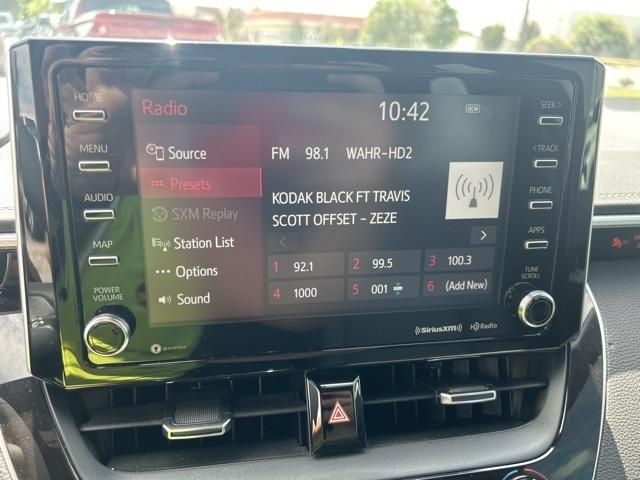 HOME
MENU
AUDIO
MAP
POWER
VOLUME
Radio
10:42
DCM
Source
Presets
SXM Replay
Station List
Options
Sound
FM 98.1 WAHR-HD2
KODAK BLACK FT TRAVIS
SCOTT OFFSET - ZEZE
1 92.1
2 99.5
3 100.3
4 1000
5 001
6 (Add New)
SEEK>
<TRACK
PHONE
APPS
TUNE
SCROLL
((SiriusXM))
HD Radio